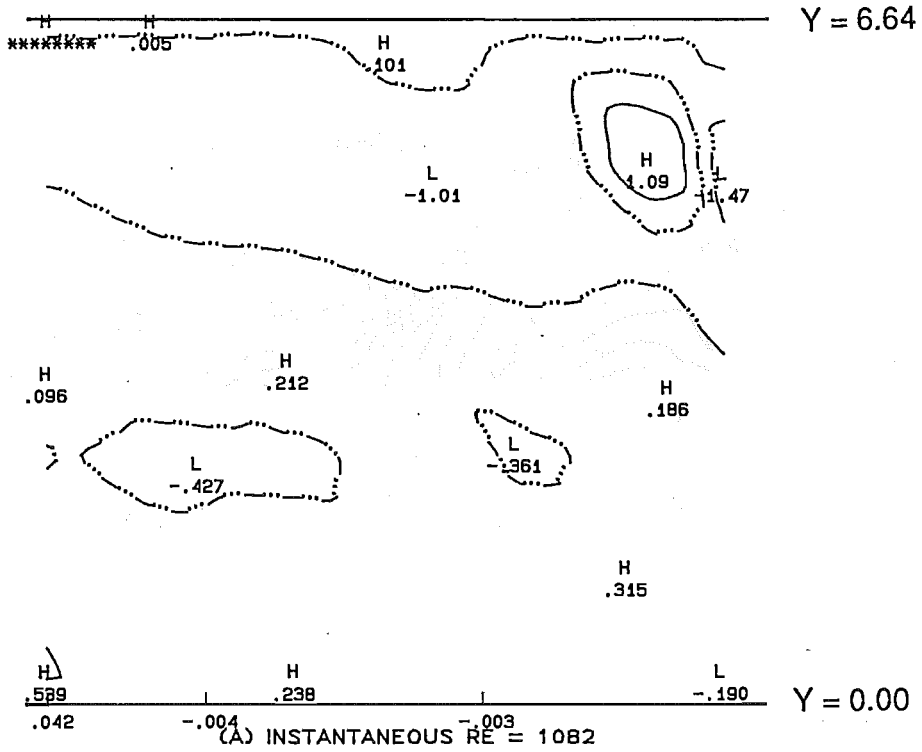 H H Y = 6.64
******** .005 H
.101
H
1.09
L L
-1.01 -1.47
H H
.096 .212 H
.186
L L
-.427 -.361
H
.315
H H L
.589 .238 -.190 Y = 0.00
.042 -.004 -.003
(A) INSTANTANEOUS RE = 1082